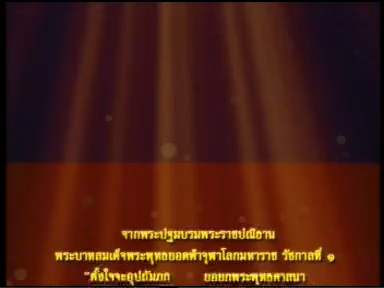 จากพระปฐมบรมพระราชปณิธาน
พระบาทสมเด็จพระพุทธยอดฟ้าจุฬาโลกมหาราช รัชกาลที่ ๑
"ตั้งใจจะอุปถัมภก ยอยกพระพุทธศาสนา